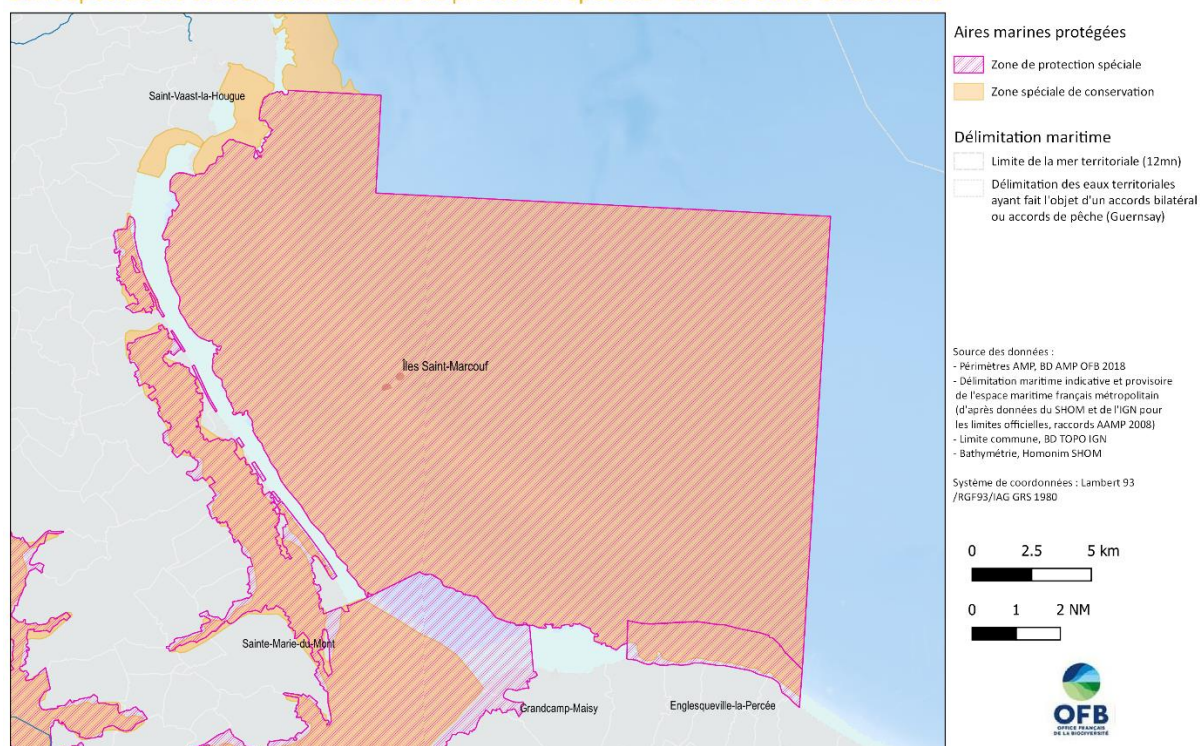 Saint-Vaast-la-Hougue
Îles Saint-Marcouf
Sainte-Marie-du-Mont
Grandcamp-Maisy
Englesqueville-la-Percée
Aires marines protégées
Zone de protection spéciale
Zone spéciale de conservation
Délimitation maritime
Limite de la mer territoriale (12mn)
Délimitation des eaux territoriales
ayant fait l'objet d'un accords bilatéral
ou accords de pêche (Guernsay)
Source des données :
- Périmètres AMP, BD AMP OFB 2018
- Délimitation maritime indicative et provisoire
de l'espace maritime français métropolitain
(d'après données du SHOM et de l'IGN pour
les limites officielles, raccords AAMP 2008)
- Limite commune, BD TOPO IGN
- Bathymétrie, Homonim SHOM
Système de coordonnées : Lambert 93
/RGF93/IAG GRS 1980
0 2.5 5 km
0 1 2 NM
OFB
OFFICE FRANÇAIS
DE LA BIODIVERSITÉ